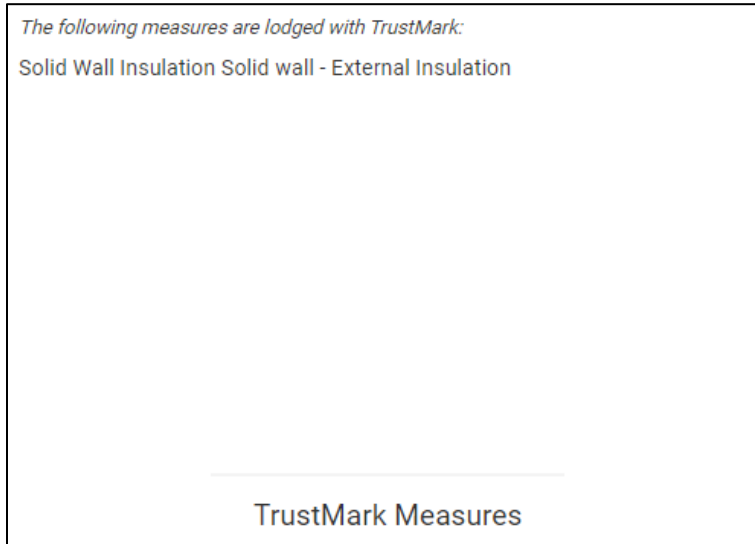 The following measures are lodged with TrustMark:
Solid Wall Insulation Solid wall - External Insulation
TrustMark Measures